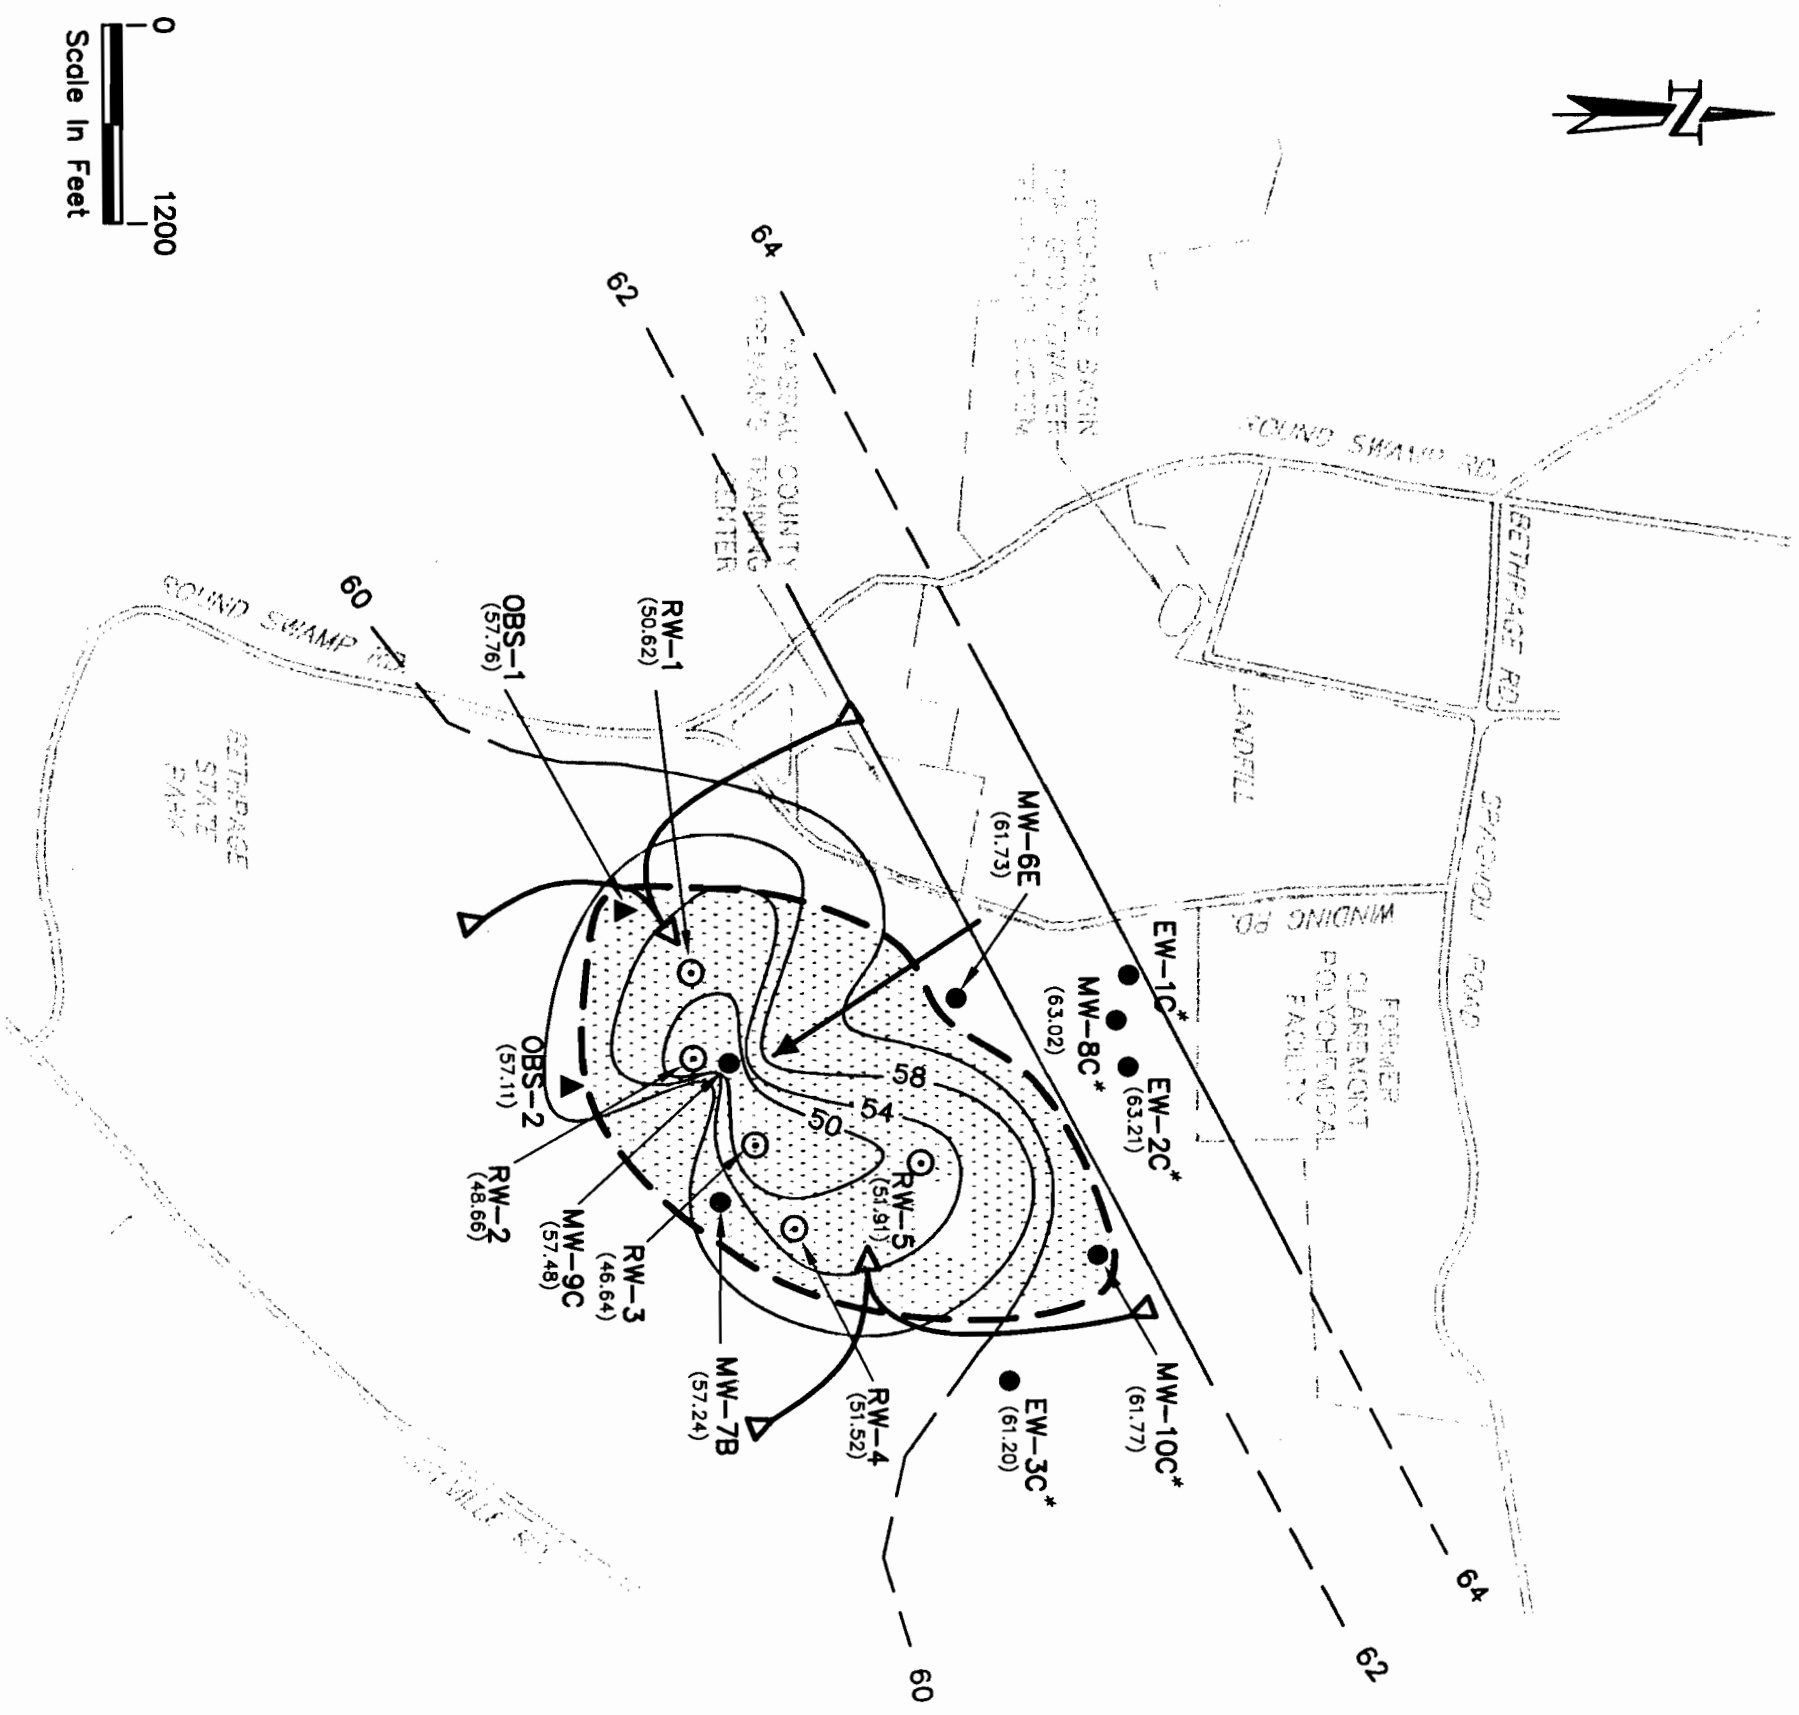 N
0
1200
Scale In Feet
64
62
60
SOUND SWAMP RD.
BETHPAGE RD.
SPAGNOLI ROAD
WINDING RD.
LANDFILL
FORMER
CLAREMONT
POLYCHEMICAL
FACILITY
NASSAU COUNTY
FIREMANS TRAINING
CENTER
SOUND SWAMP RD.
BETHPAGE
STATE
PARK
OBS-1
(57.76)
RW-1
(50.62)
MW-6E
(61.73)
EW-1C*
MW-8C*
(63.02)
EW-2C*
(63.21)
58
54
50
OBS-2
(57.11)
RW-2
(48.66)
MW-9C
(57.48)
RW-3
(46.64)
MW-7B
(57.24)
RW-4
(51.52)
RW-5
(51.91)
EW-3C*
(61.20)
MW-10C*
(61.77)
64
62
60